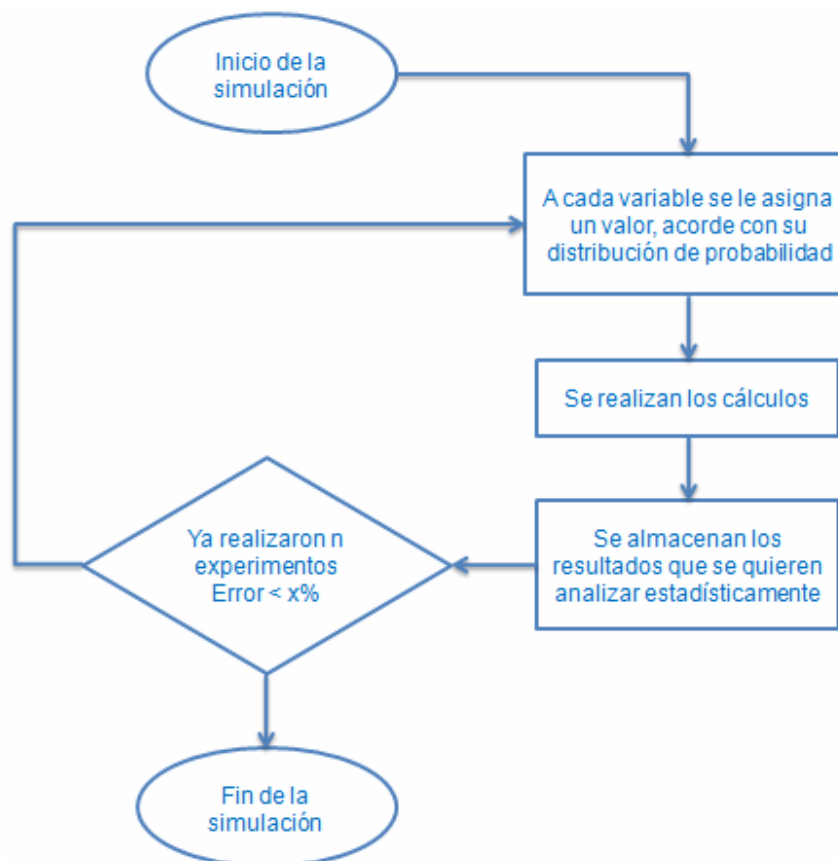 Inicio de la
simulación
A cada variable se le asigna
un valor, acorde con su
distribución de probabilidad
Se realizan los cálculos
Se almacenan los
resultados que se quieren
analizar estadísticamente
Ya realizaron n
experimentos
Error < x%
Fin de la
simulación